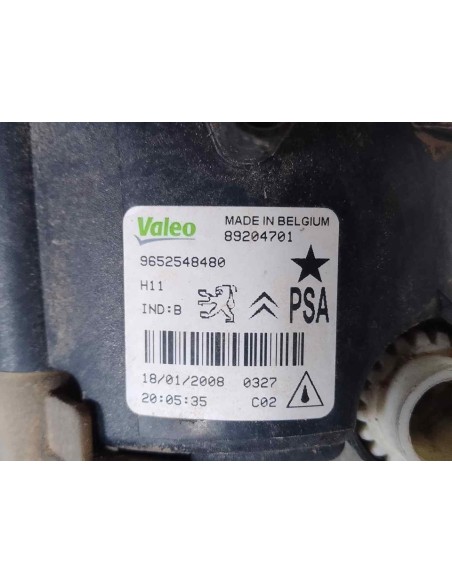 Valeo
MADE IN BELGIUM
89204701
9652548480
H11
IND:B
PSA
18/01/2008 0327
20:05:35 C02